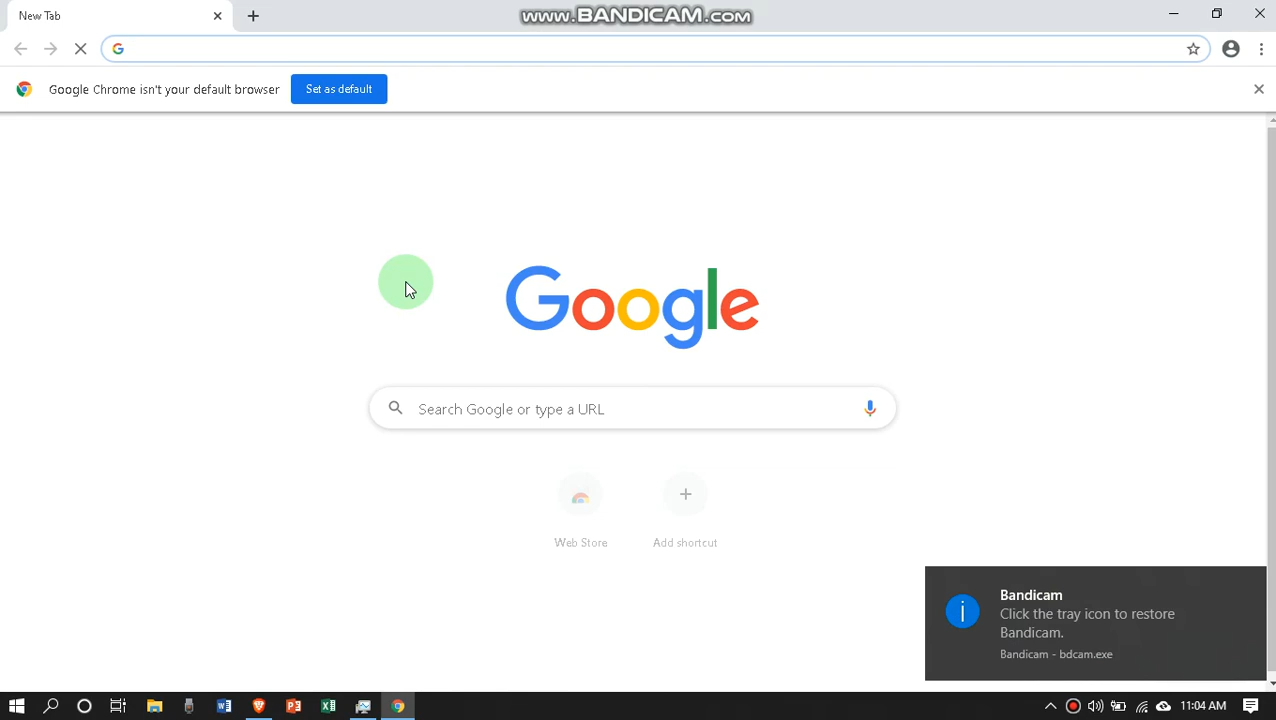 New Tab
www.BANDICAM.com
Google Chrome isn't your default browser
Set as default
Google
Search Google or type a URL
Web Store
Add shortcut
Bandicam
Click the tray icon to restore
Bandicam.
Bandicam - bdcam.exe
11:04 AM